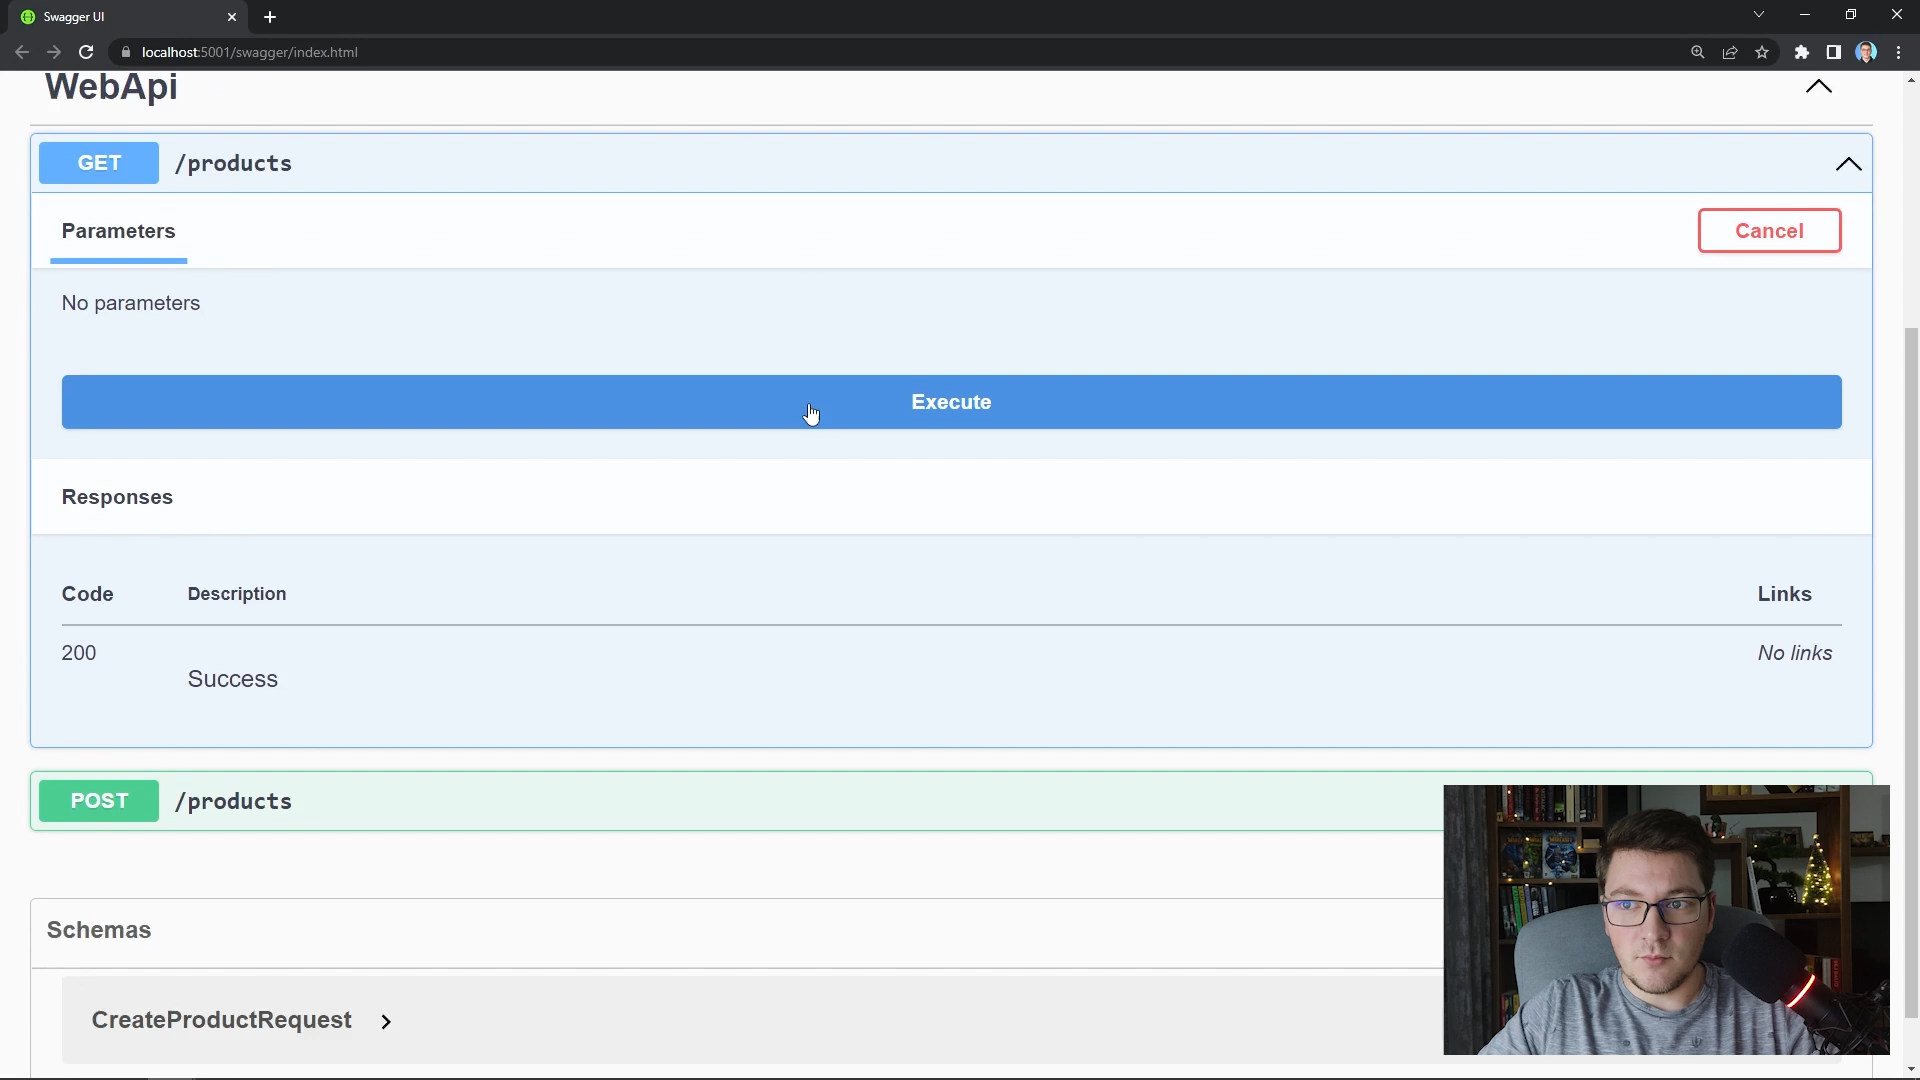 Swagger UI
localhost:5001/swagger/index.html
WebApi
GET /products
Parameters
Cancel
No parameters
Execute
Responses
Code Description Links
200 Success No links
POST /products
Schemas
CreateProductRequest